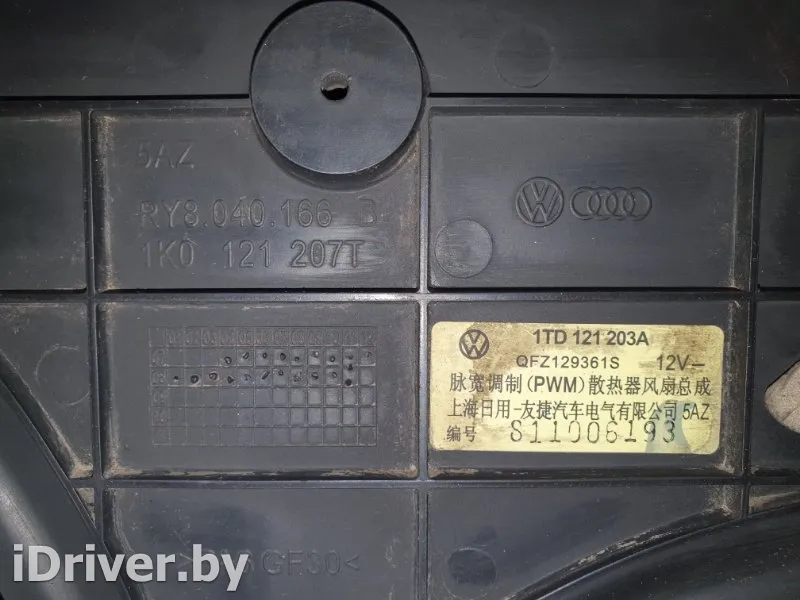 5AZ
RY8.040.166 B
1K0 121 207T
1TD 121 203A
QFZ129361S 12V
脉宽调制(PWM)散热器风扇总成
上海日用-友捷汽车电气有限公司 5AZ
编号 S11006193
GF30<
iDriver.by